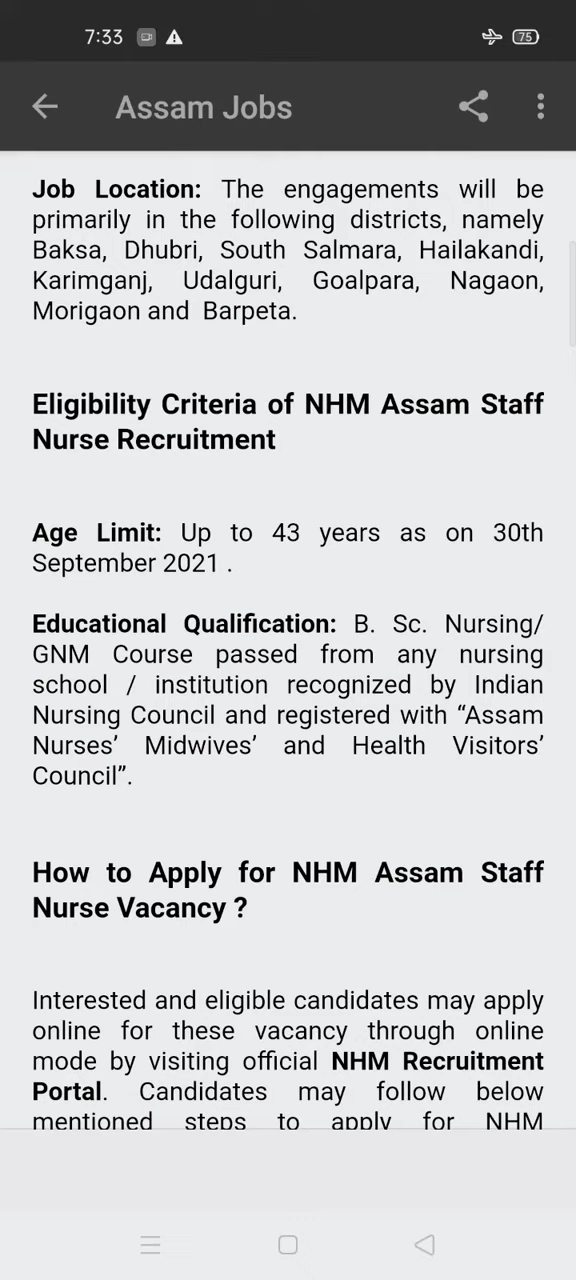 7:33
75
Assam Jobs
Job Location: The engagements will be
primarily in the following districts, namely
Baksa, Dhubri, South Salmara, Hailakandi,
Karimganj, Udalguri, Goalpara, Nagaon,
Morigaon and Barpeta.
Eligibility Criteria of NHM Assam Staff
Nurse Recruitment
Age Limit: Up to 43 years as on 30th
September 2021 .
Educational Qualification: B. Sc. Nursing/
GNM Course passed from any nursing
school / institution recognized by Indian
Nursing Council and registered with “Assam
Nurses’ Midwives’ and Health Visitors’
Council”.
How to Apply for NHM Assam Staff
Nurse Vacancy ?
Interested and eligible candidates may apply
online for these vacancy through online
mode by visiting official NHM Recruitment
Portal. Candidates may follow below
mentioned steps to apply for NHM